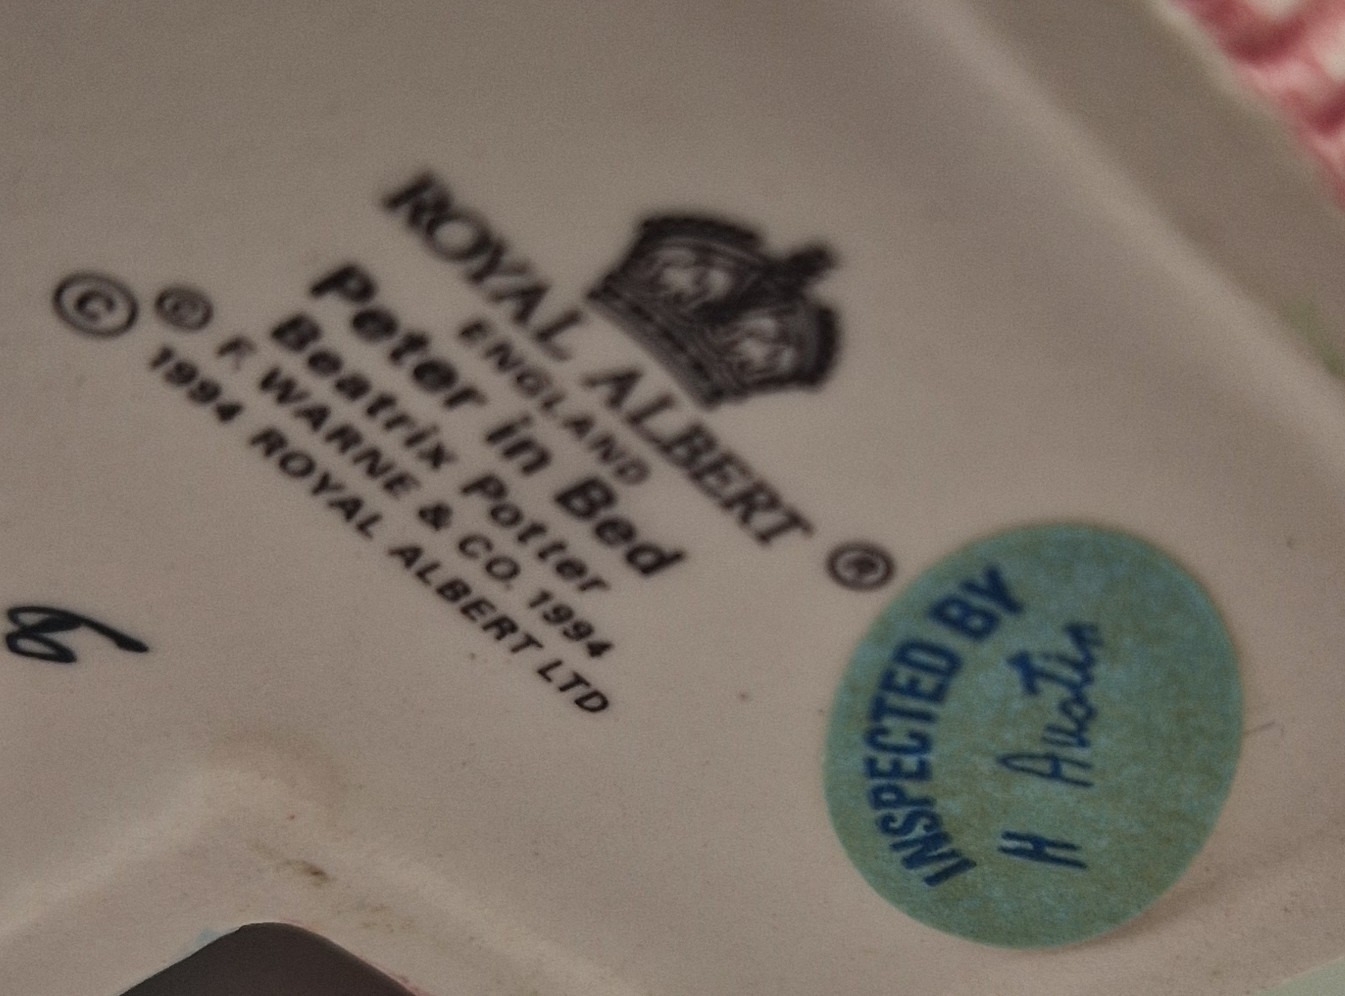 ROYAL ALBERT ®
ENGLAND
Peter in Bed
Beatrix Potter
© F. WARNE & CO. 1994
© 1994 ROYAL ALBERT LTD
INSPECTED BY
H Austin